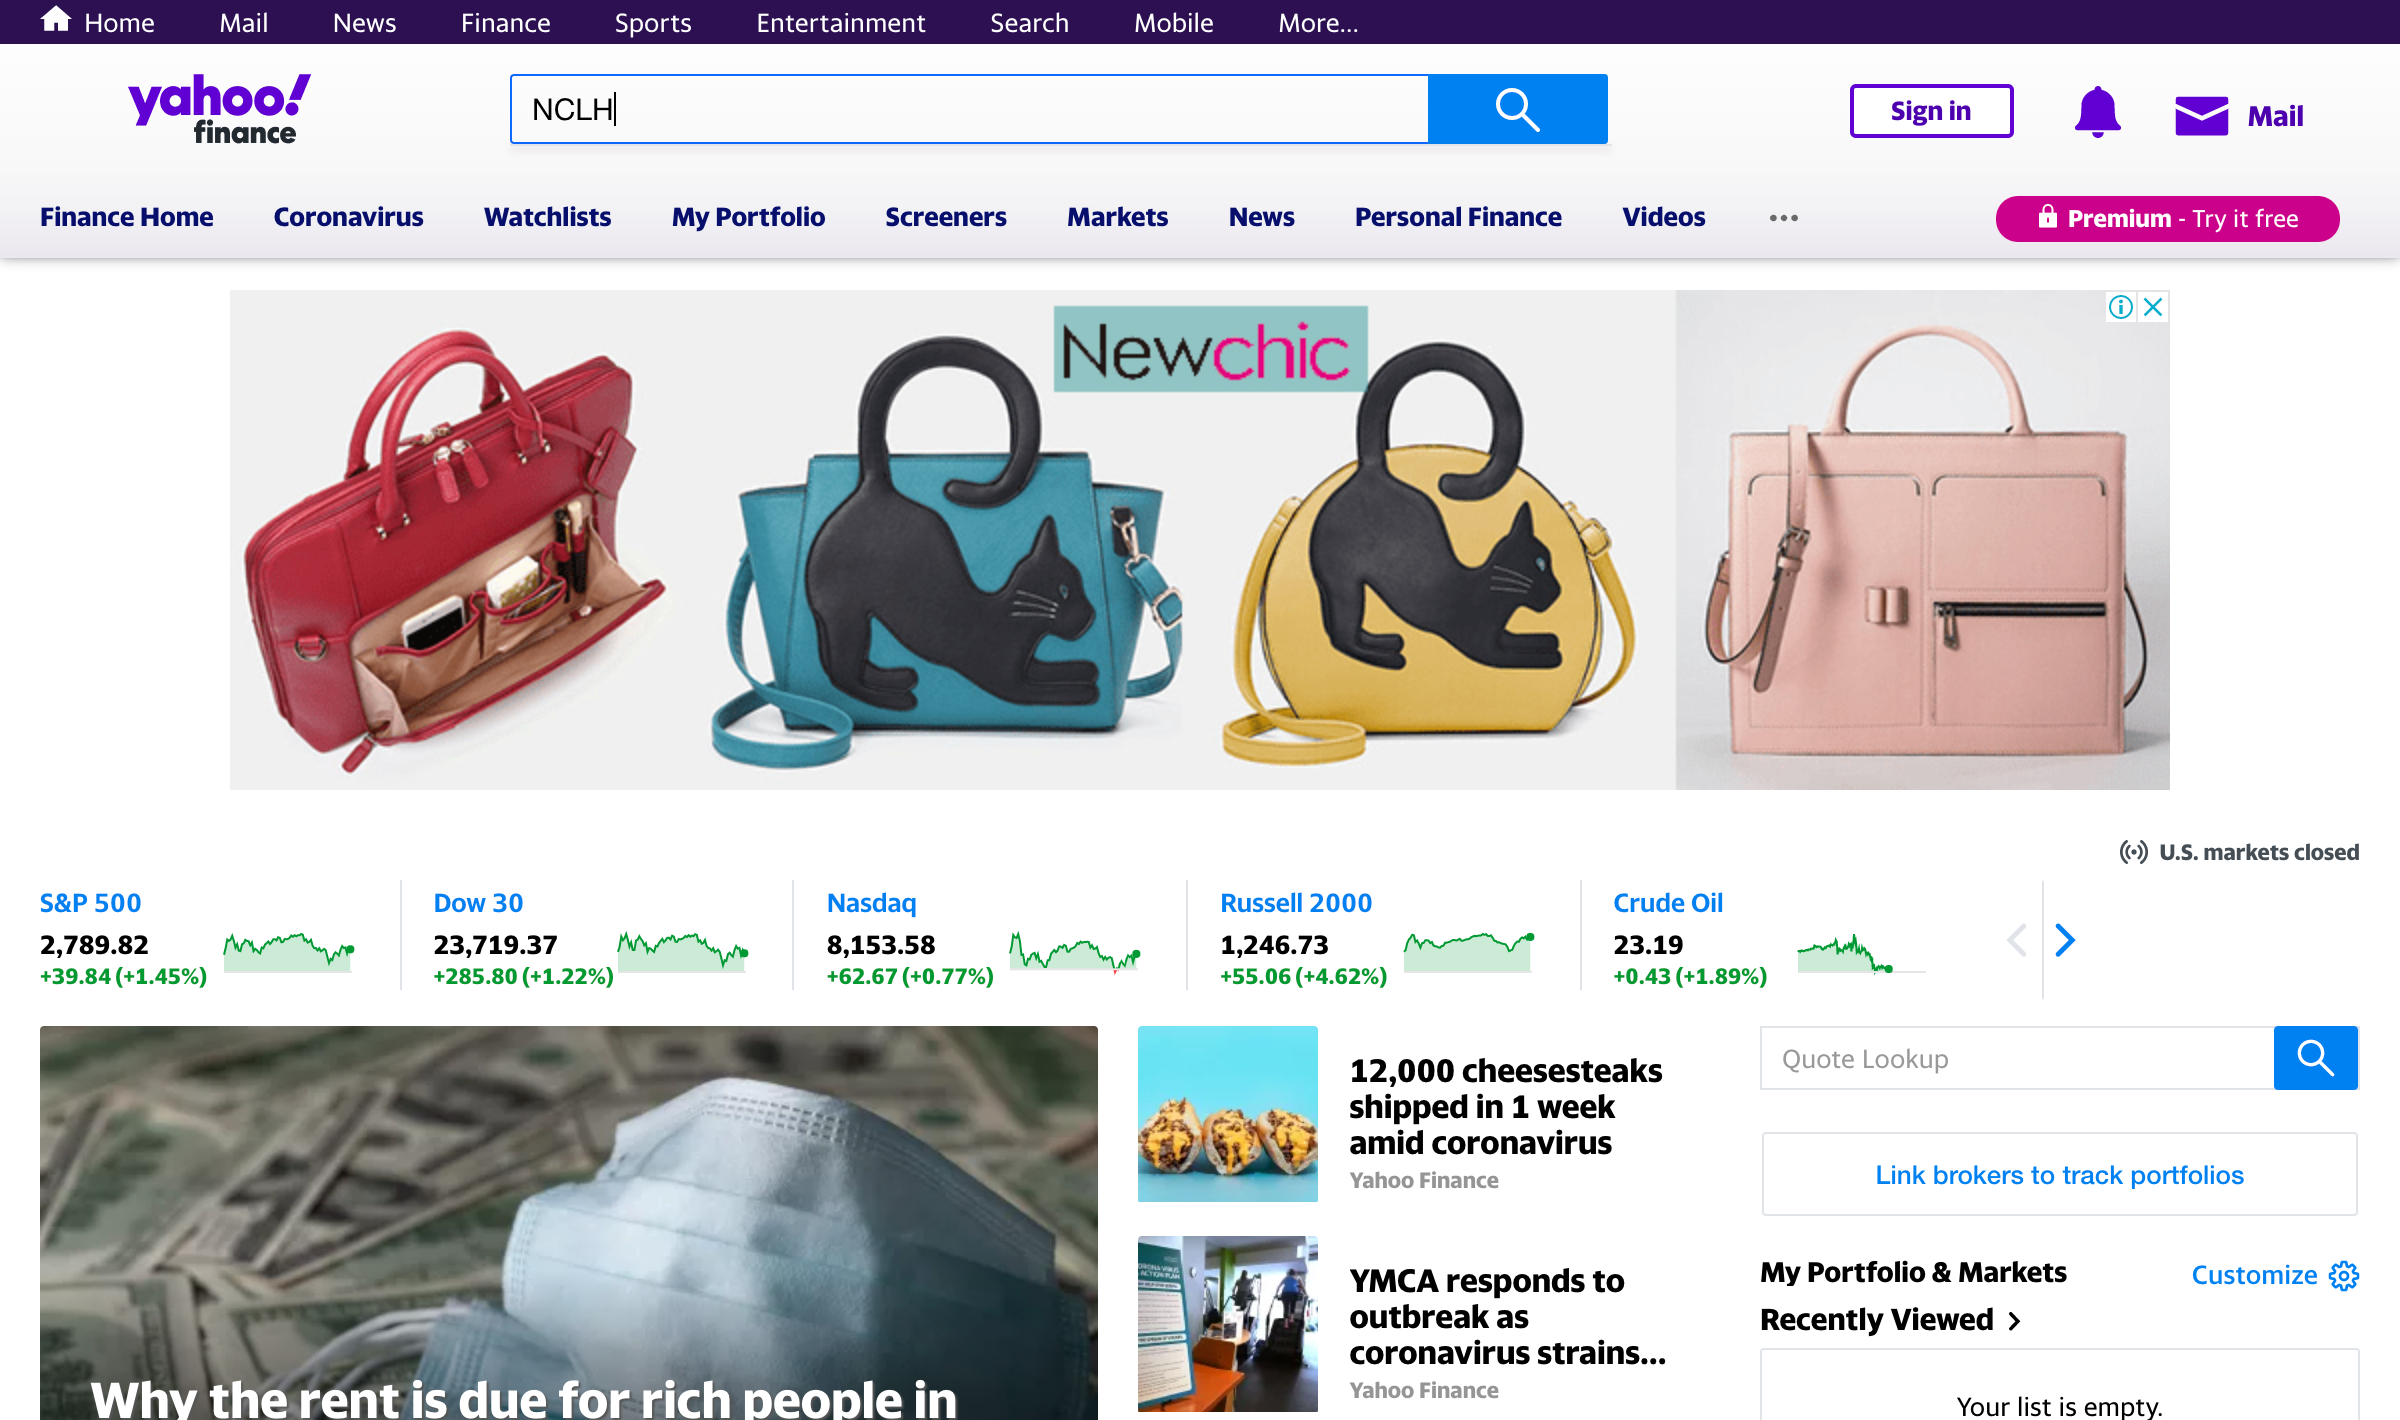 Home Mail News Finance Sports Entertainment Search Mobile More...
yahoo!
finance
NCLH
Sign in
Mail
Finance Home Coronavirus Watchlists My Portfolio Screeners Markets News Personal Finance Videos
Premium - Try it free
Newchic
U.S. markets closed
S&P 500
2,789.82
+39.84 (+1.45%)
Dow 30
23,719.37
+285.80 (+1.22%)
Nasdaq
8,153.58
+62.67 (+0.77%)
Russell 2000
1,246.73
+55.06 (+4.62%)
Crude Oil
23.19
+0.43 (+1.89%)
Why the rent is due for rich people in
12,000 cheesesteaks
shipped in 1 week
amid coronavirus
Yahoo Finance
YMCA responds to
outbreak as
coronavirus strains...
Yahoo Finance
Quote Lookup
Link brokers to track portfolios
My Portfolio & Markets
Customize
Recently Viewed
Your list is empty.